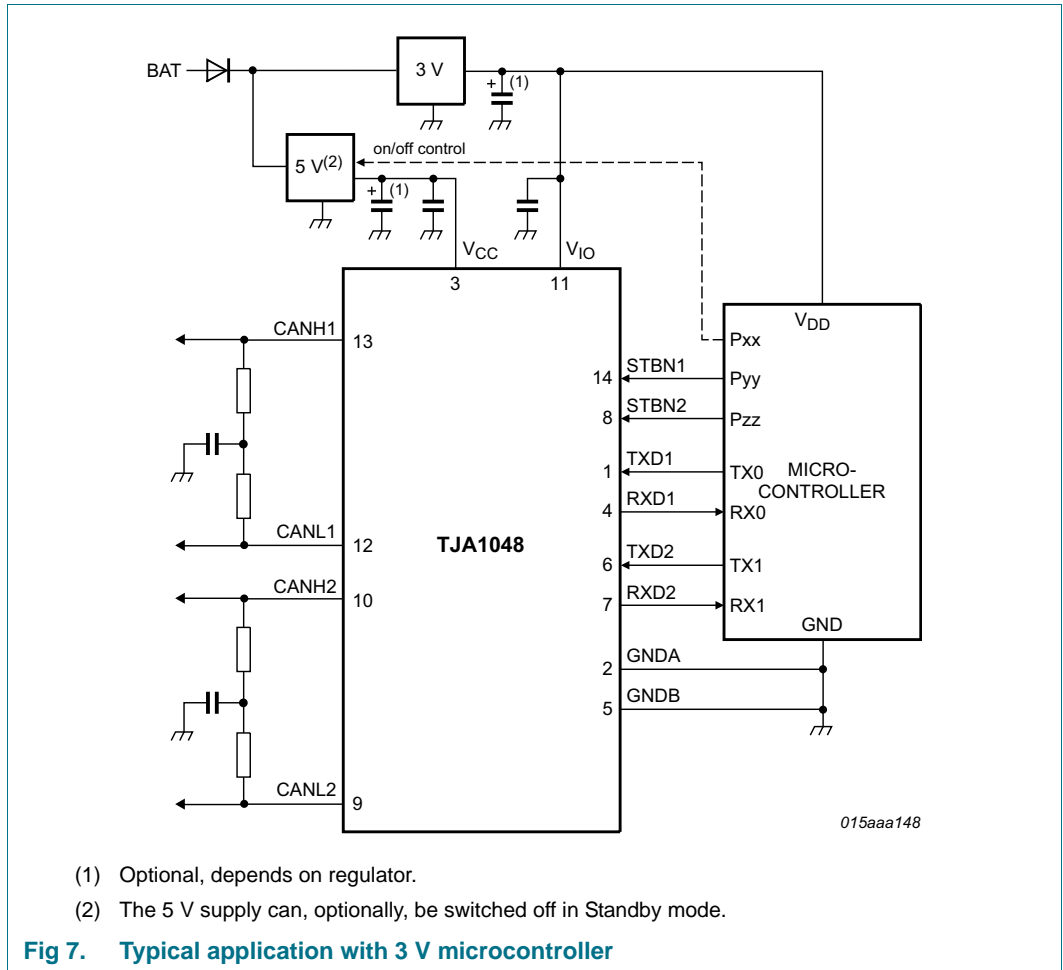 BAT
3 V
+ (1)
5 V(2)
on/off control
+ (1)
VCC
VIO
3
11
VDD
CANH1
13
Pxx
14
STBN1
Pyy
8
STBN2
Pzz
1
TXD1
TX0
MICRO-
CONTROLLER
4
RXD1
RX0
CANL1
12
TJA1048
6
TXD2
TX1
CANH2
10
7
RXD2
RX1
GND
2
GNDA
5
GNDB
CANL2
9
015aaa148
(1) Optional, depends on regulator.
(2) The 5 V supply can, optionally, be switched off in Standby mode.
Fig 7. Typical application with 3 V microcontroller